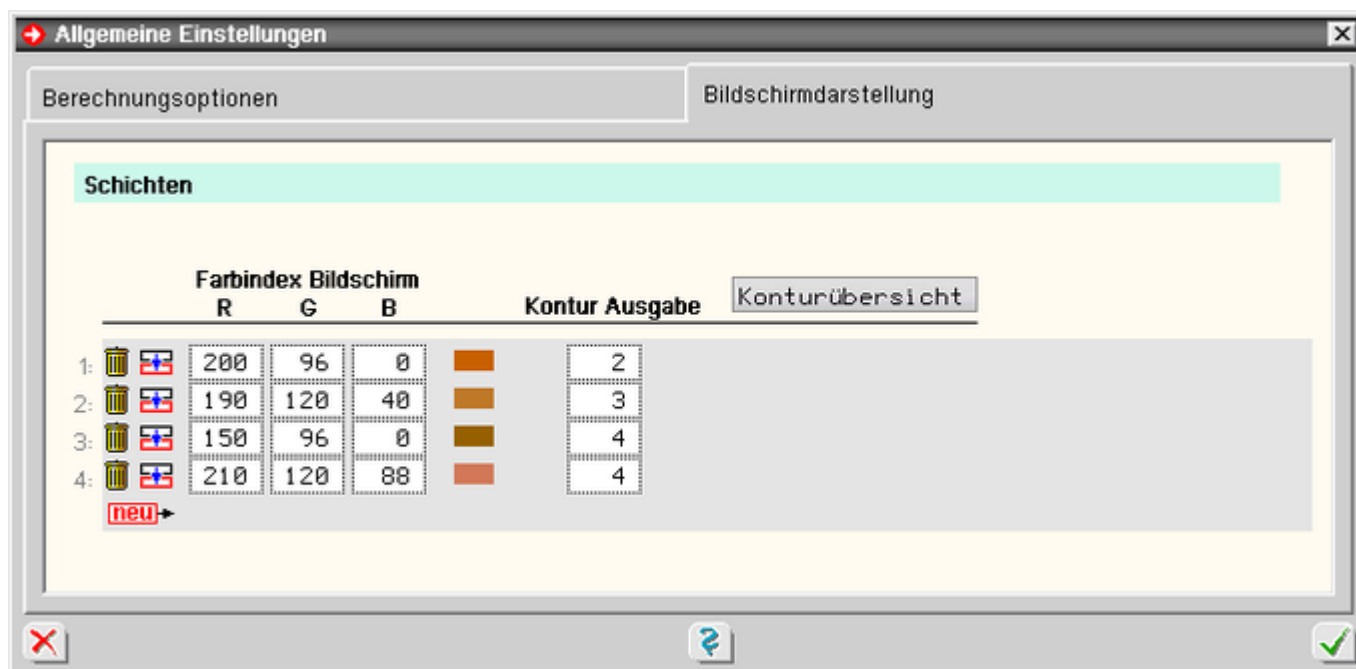 Allgemeine Einstellungen
Berechnungsoptionen
Bildschirmdarstellung
Schichten
Farbindex Bildschirm
R G B Kontur Ausgabe Konturübersicht
1: 200 96 0 2
2: 190 120 40 3
3: 150 96 0 4
4: 210 120 88 4
neu